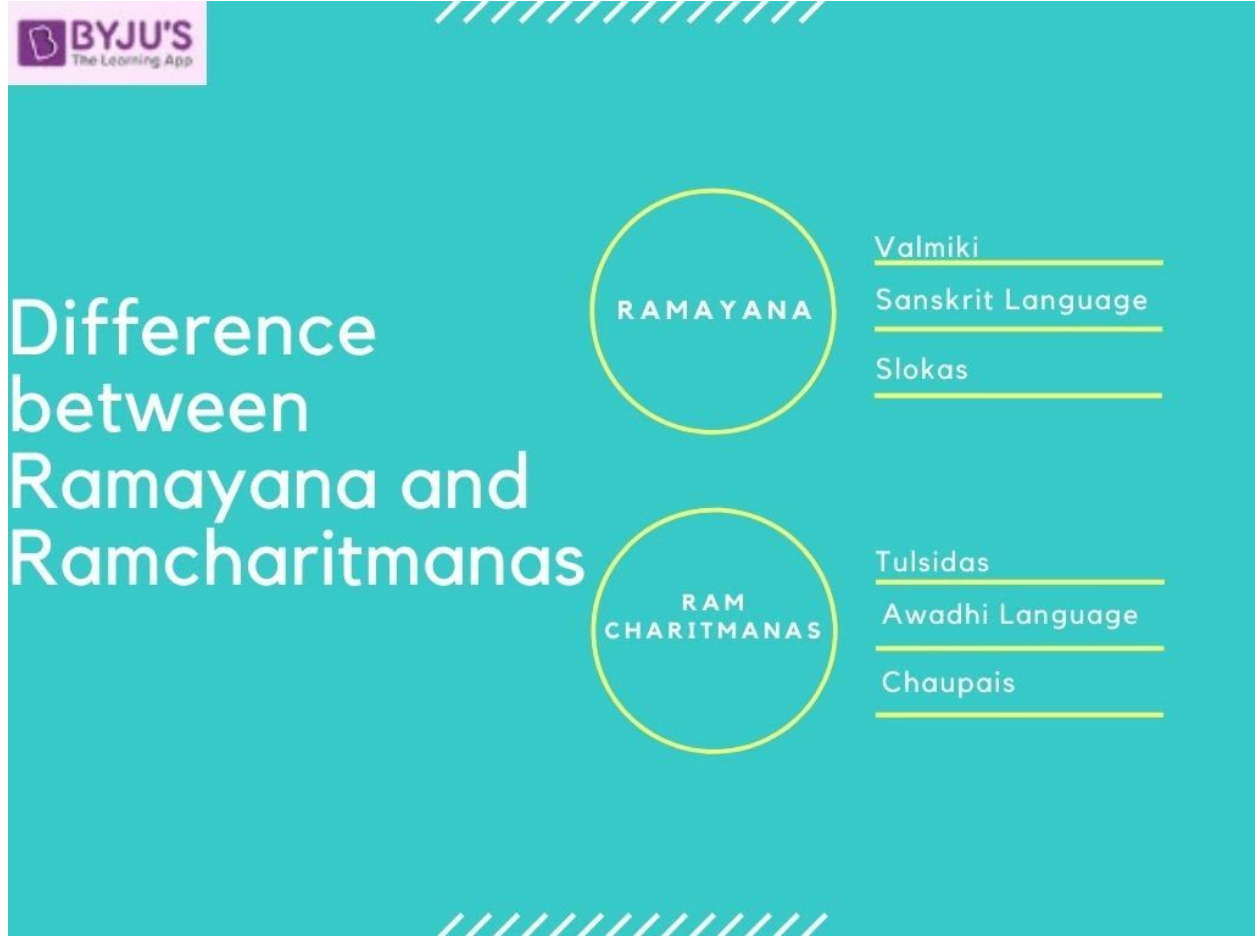 BYJU'S
The Learning App
Difference
between
Ramayana and
Ramcharitmanas
RAMAYANA
Valmiki
Sanskrit Language
Slokas
RAM
CHARITMANAS
Tulsidas
Awadhi Language
Chaupais